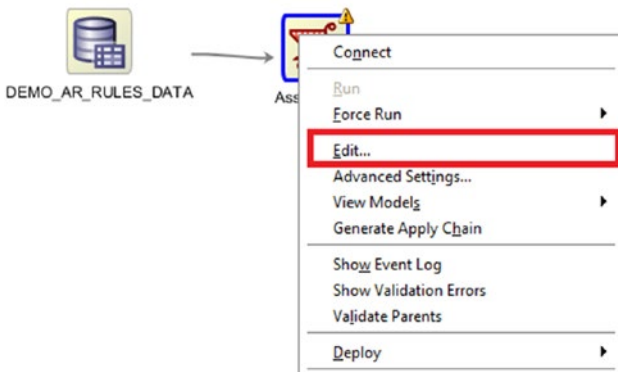 DEMO_AR_RULES_DATA
Ass
Connect
Run
Force Run
Edit...
Advanced Settings...
View Models
Generate Apply Chain
Show Event Log
Show Validation Errors
Validate Parents
Deploy